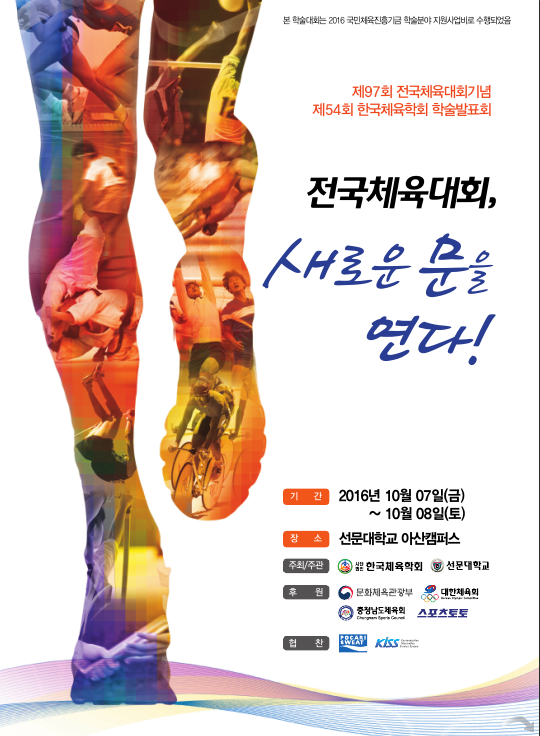 본 학술대회는 2016 국민체육진흥기금 학술분야 지원사업비로 수행되었음
제97회 전국체육대회기념
제54회 한국체육학회 학술발표회
전국체육대회,
새로운 문을
연다!
기 간 2016년 10월 07일(금)
~ 10월 08일(토)
장 소 선문대학교 아산캠퍼스
주최/주관 한국체육학회 선문대학교
후 원 문화체육관광부 대한체육회
충청남도체육회 스포츠토토
Chungnam Sports Council
협 찬 POCARI SWEAT KISS